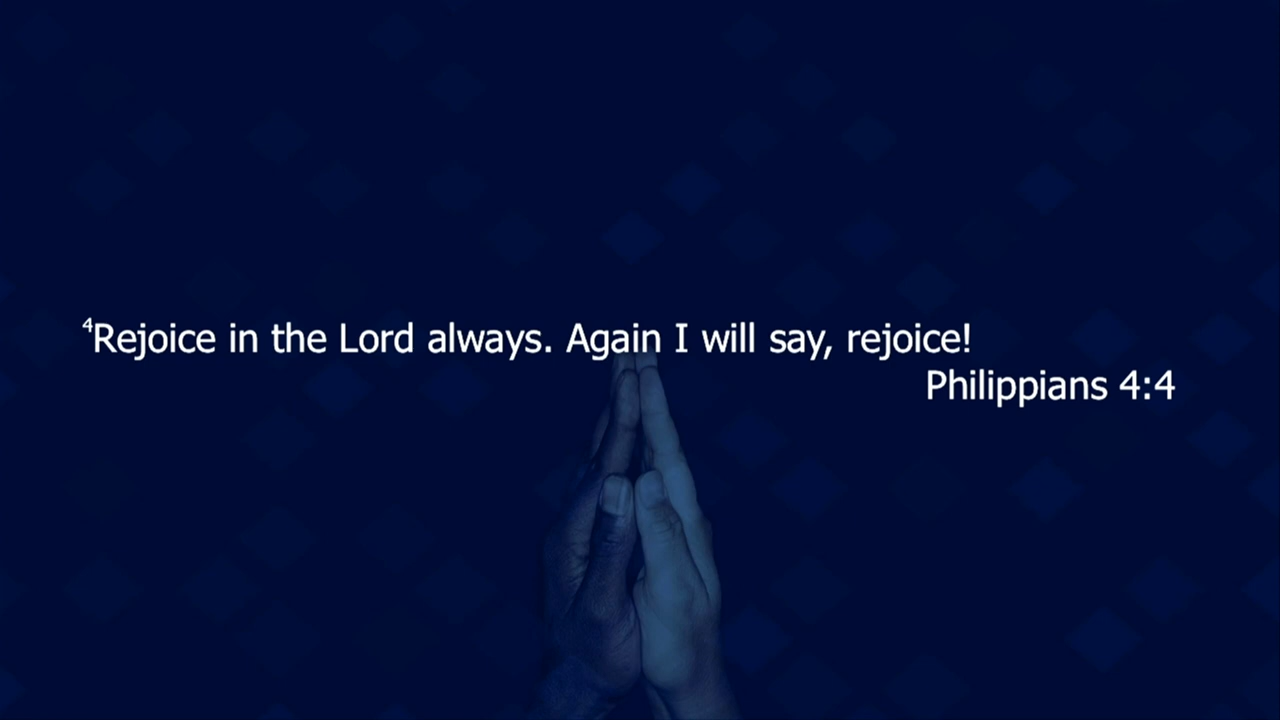 ⁴Rejoice in the Lord always. Again I will say, rejoice!
Philippians 4:4